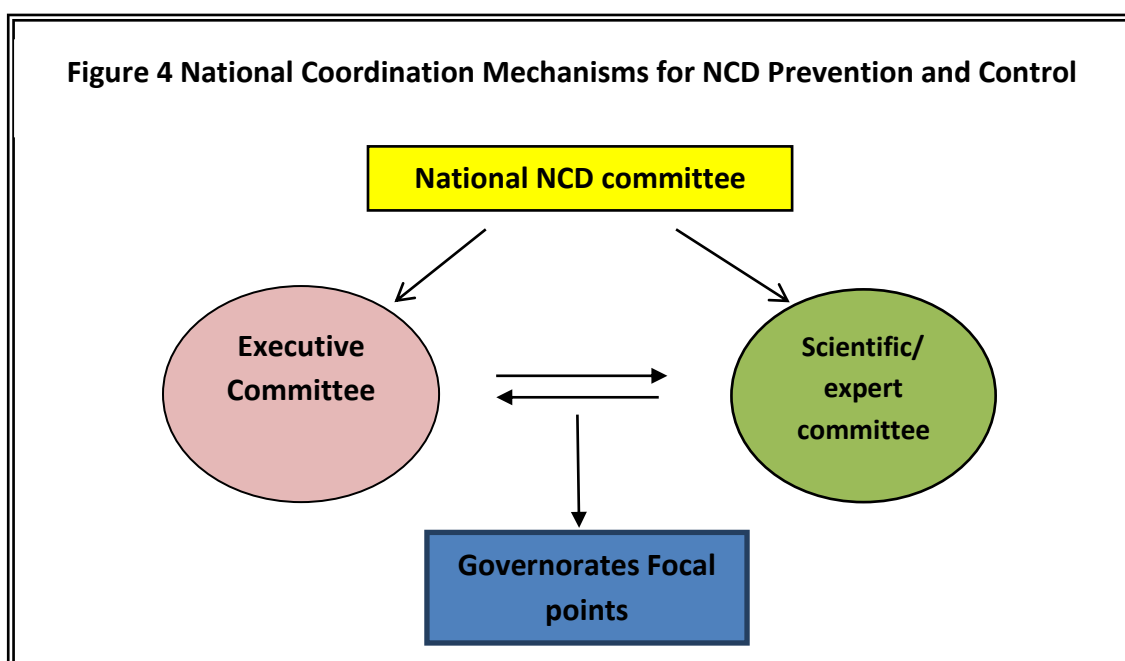 Figure 4 National Coordination Mechanisms for NCD Prevention and Control
National NCD committee
Executive
Committee
Scientific/
expert
committee
Governorates Focal
points